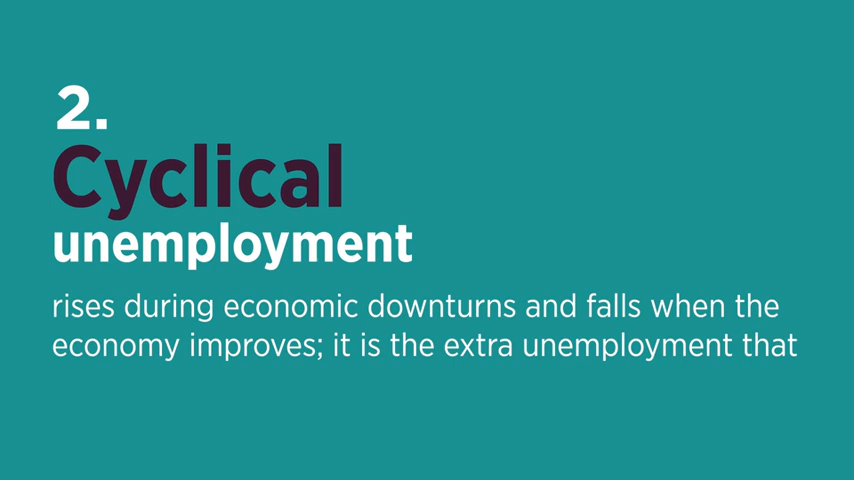 2.
Cyclical
unemployment
rises during economic downturns and falls when the
economy improves; it is the extra unemployment that